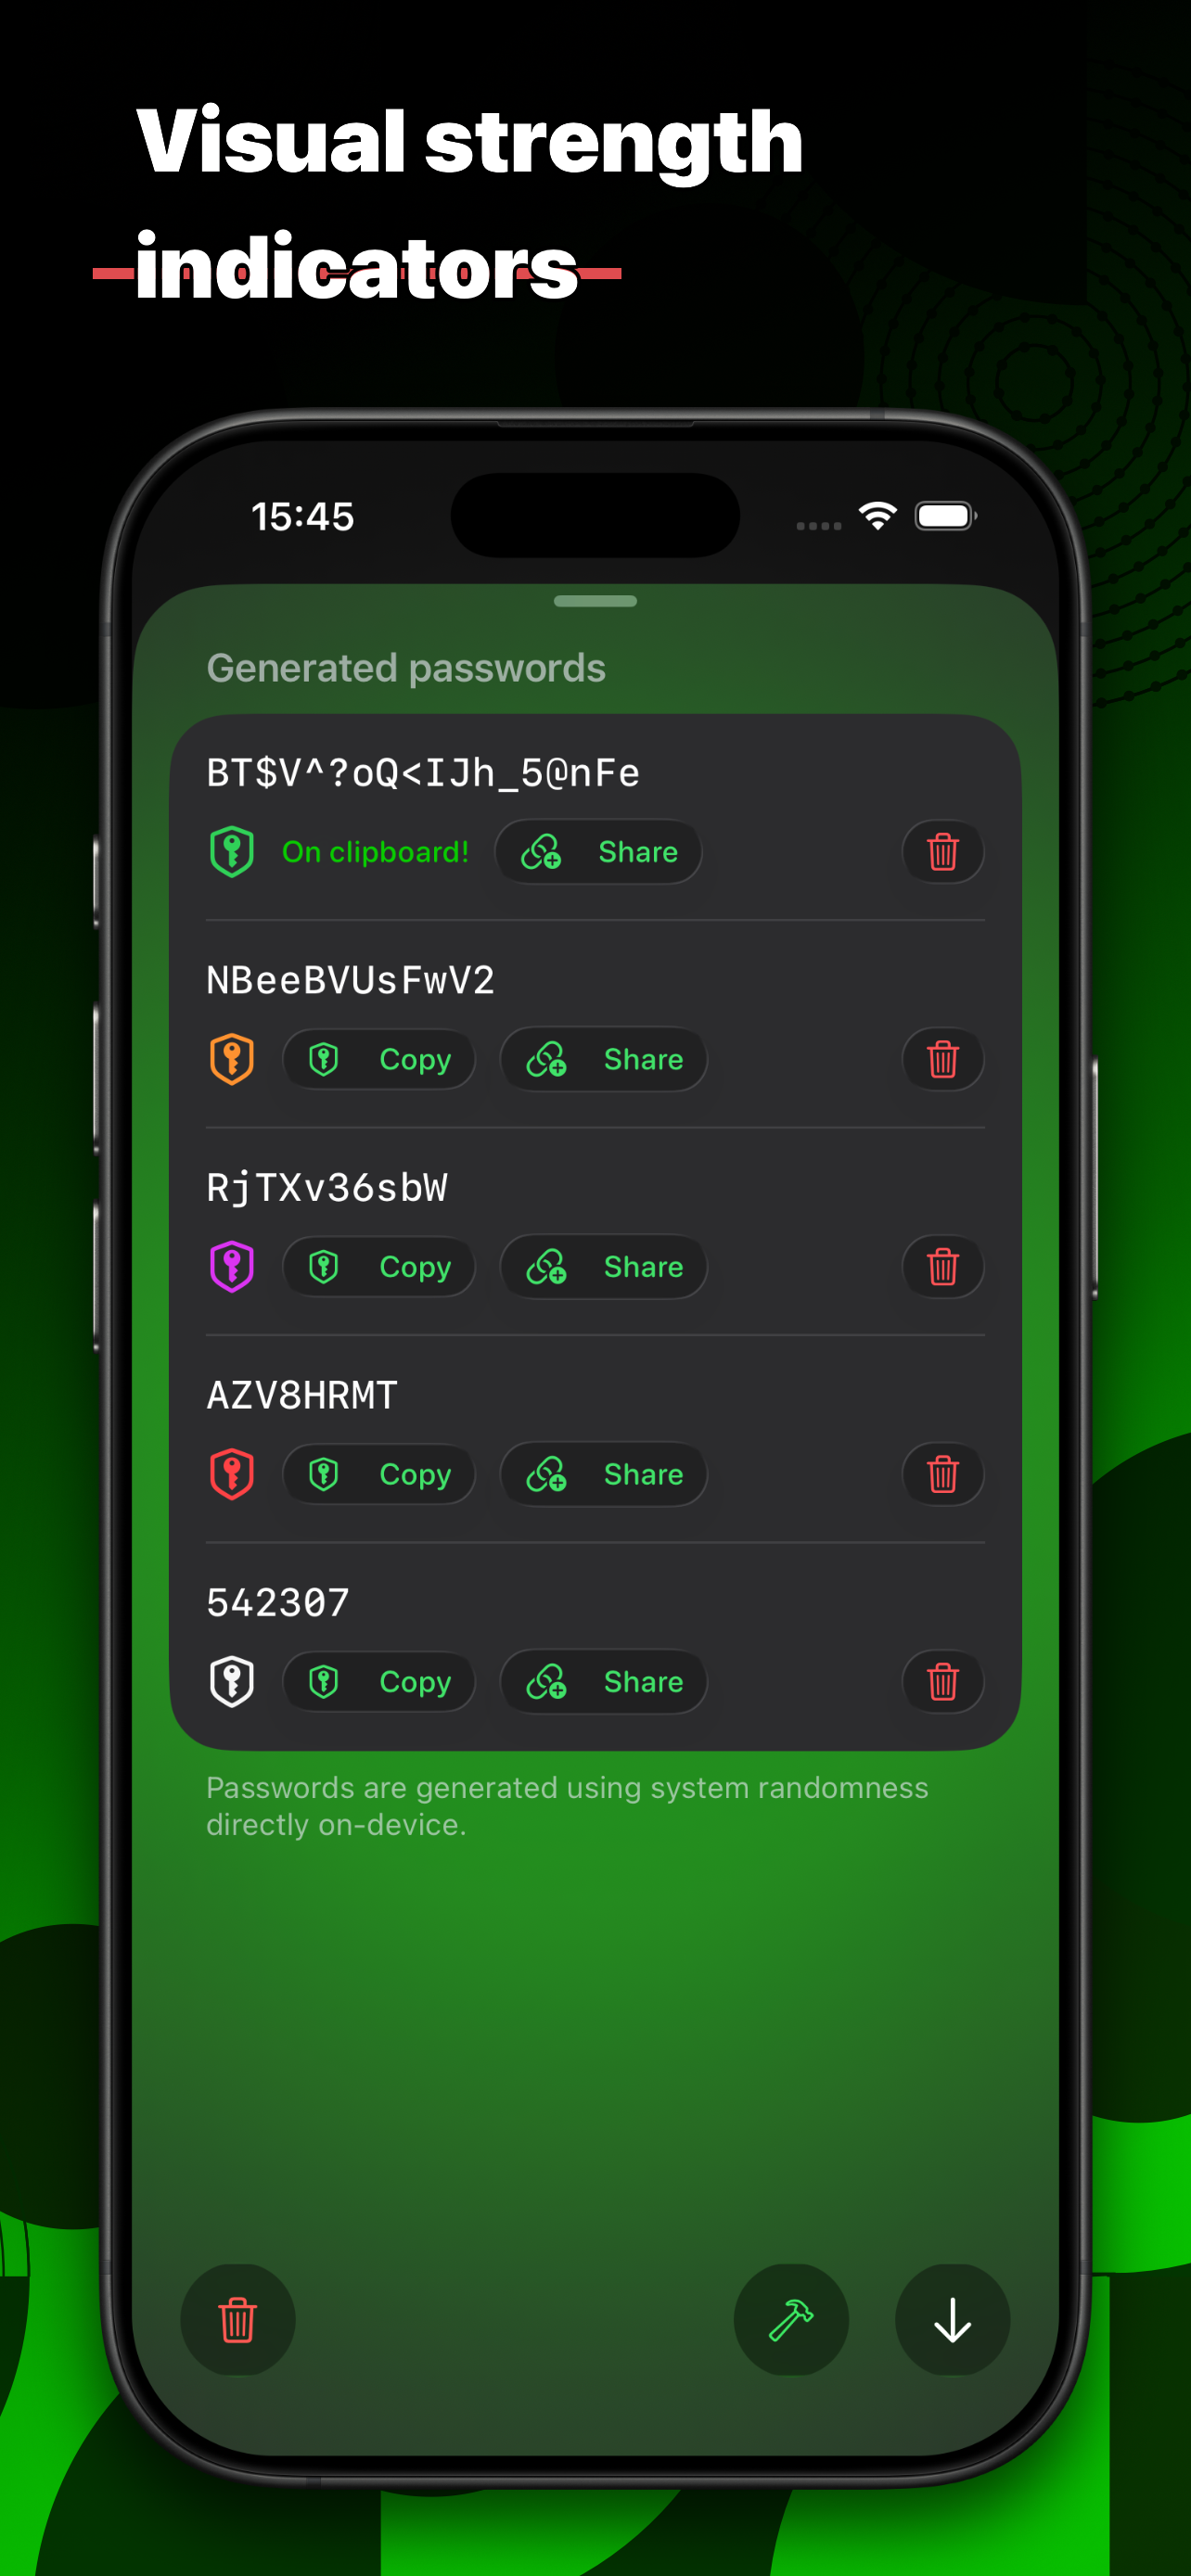 Visual strength
indicators
15:45
Generated passwords
BT$V^?oQ<IJh_5@nFe
On clipboard! Share
NBeeBVUsFwV2
Copy Share
RjTXv36sbW
Copy Share
AZV8HRMT
Copy Share
542307
Copy Share
Passwords are generated using system randomness
directly on-device.